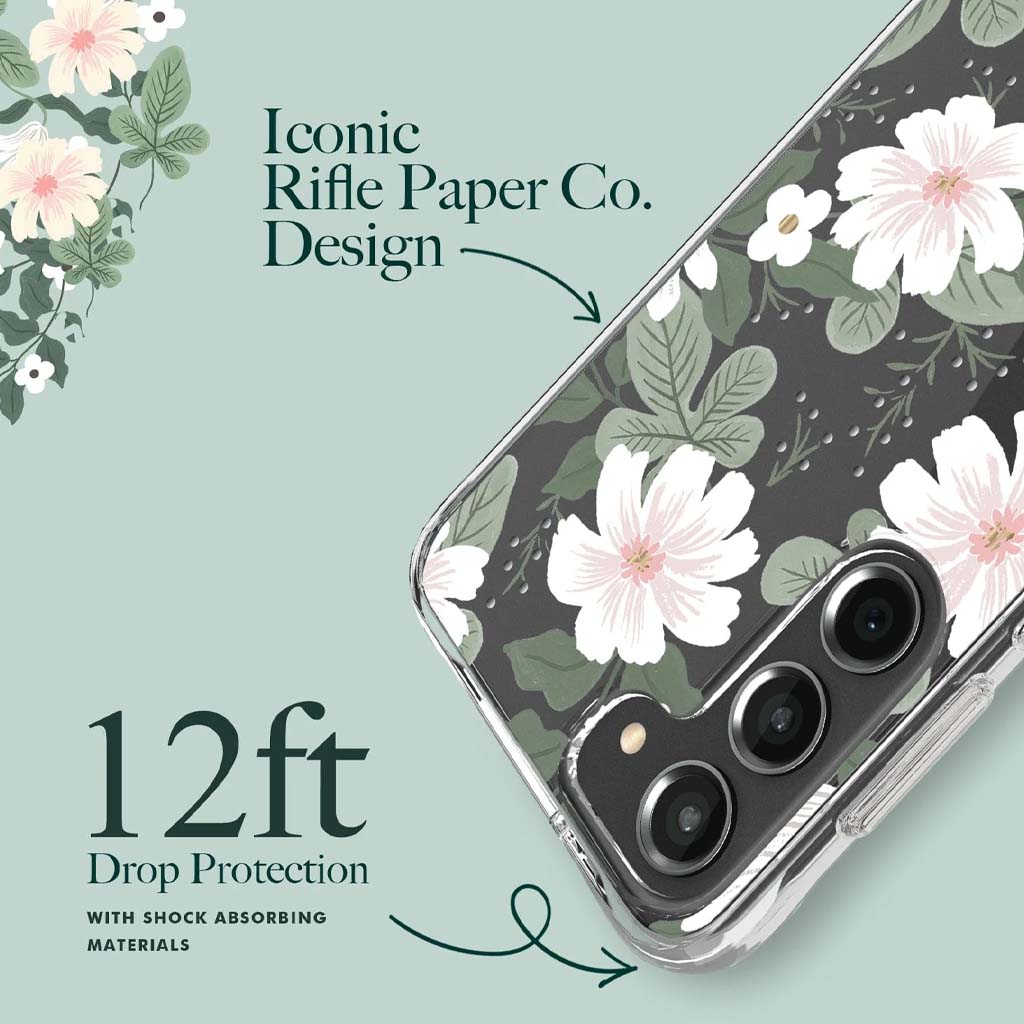 Iconic
Rifle Paper Co.
Design
12ft
Drop Protection
WITH SHOCK ABSORBING
MATERIALS